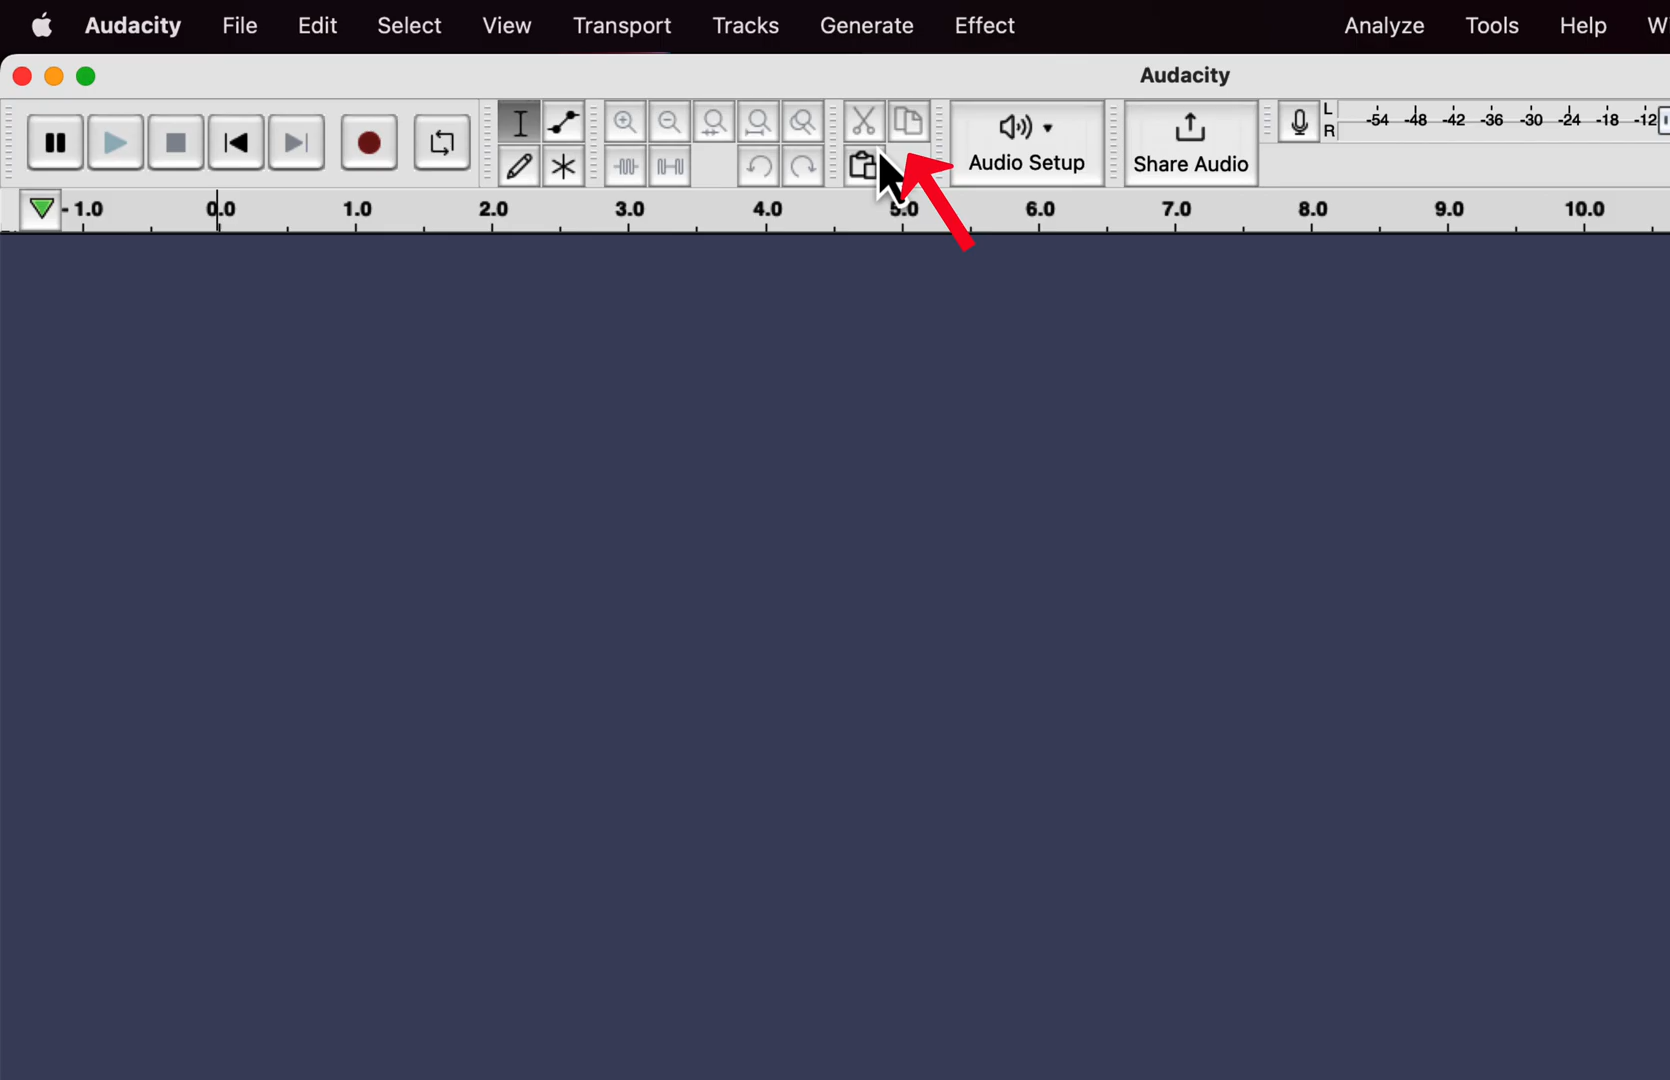 Audacity File Edit Select View Transport Tracks Generate Effect Analyze Tools Help W
Audacity
Audio Setup
Share Audio
L
R
-54 -48 -42 -36 -30 -24 -18 -12
-1.0 0.0 1.0 2.0 3.0 4.0 5.0 6.0 7.0 8.0 9.0 10.0